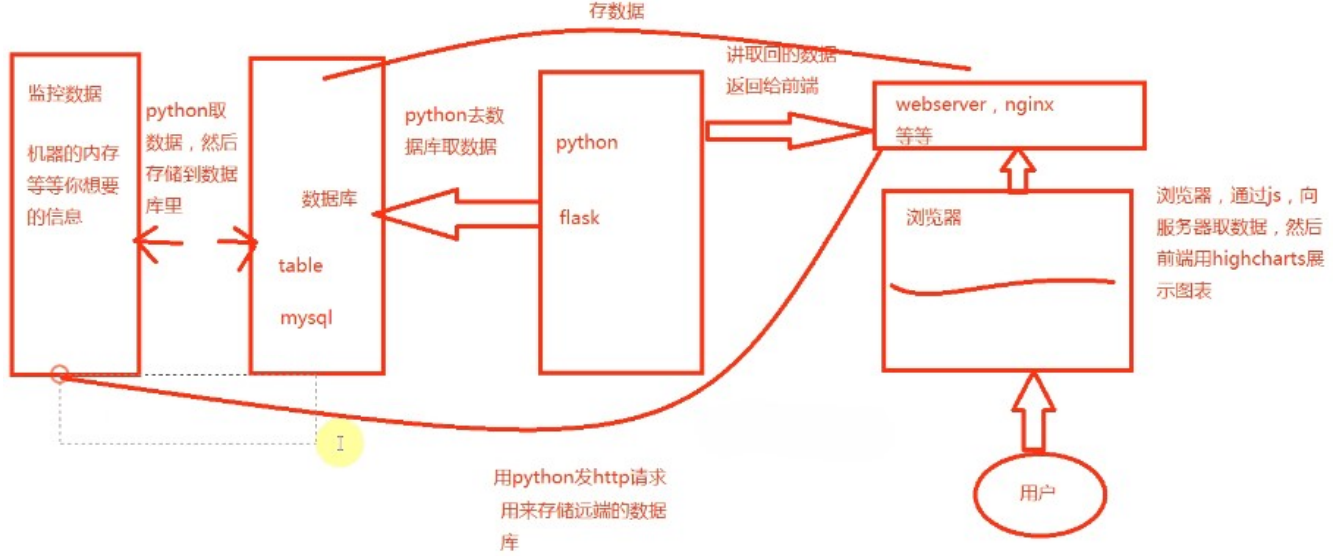 存数据
监控数据
机器的内存
等等你想要
的信息
python取
数据，然后
存储到数据
库里
数据库
table
mysql
python去数
据库取数据
python
flask
讲取回的数据
返回给前端
webserver，nginx
等等
浏览器
浏览器，通过js，向
服务器取数据，然后
前端用highcharts展
示图表
用户
用python发http请求
用来存储远端的数据
库